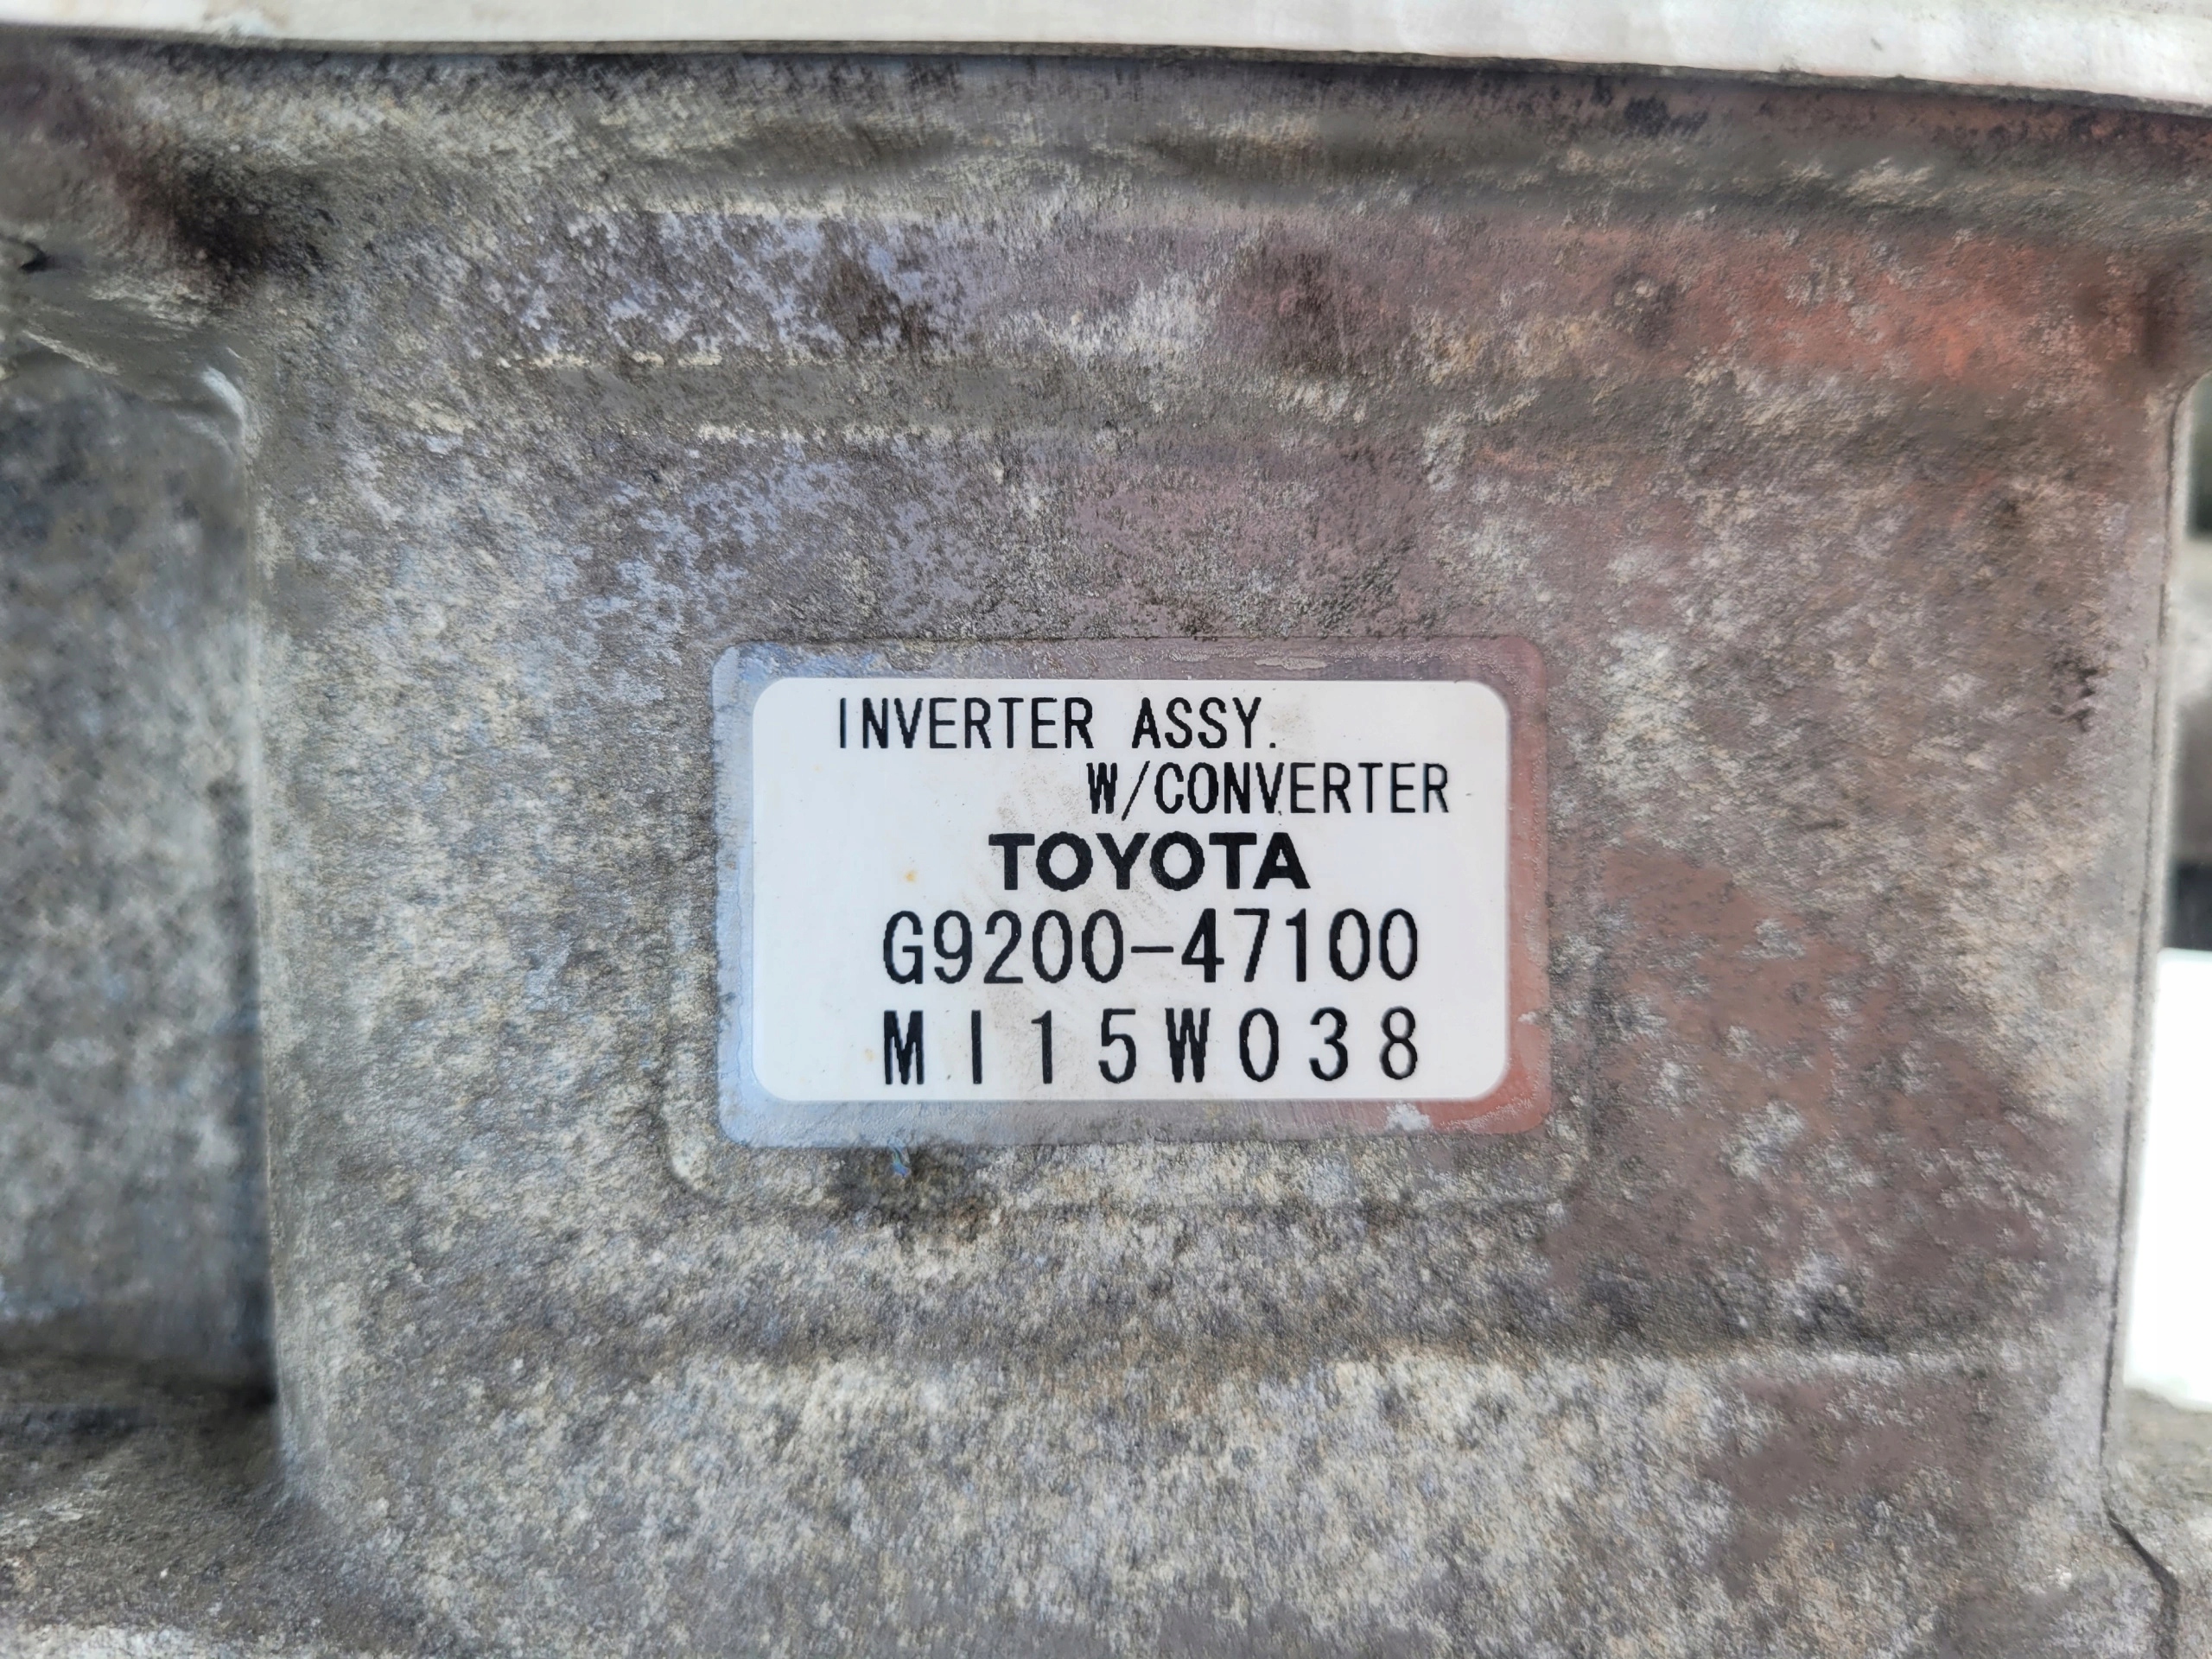 INVERTER ASSY.
W/CONVERTER
TOYOTA
G9200-47100
MI15W038